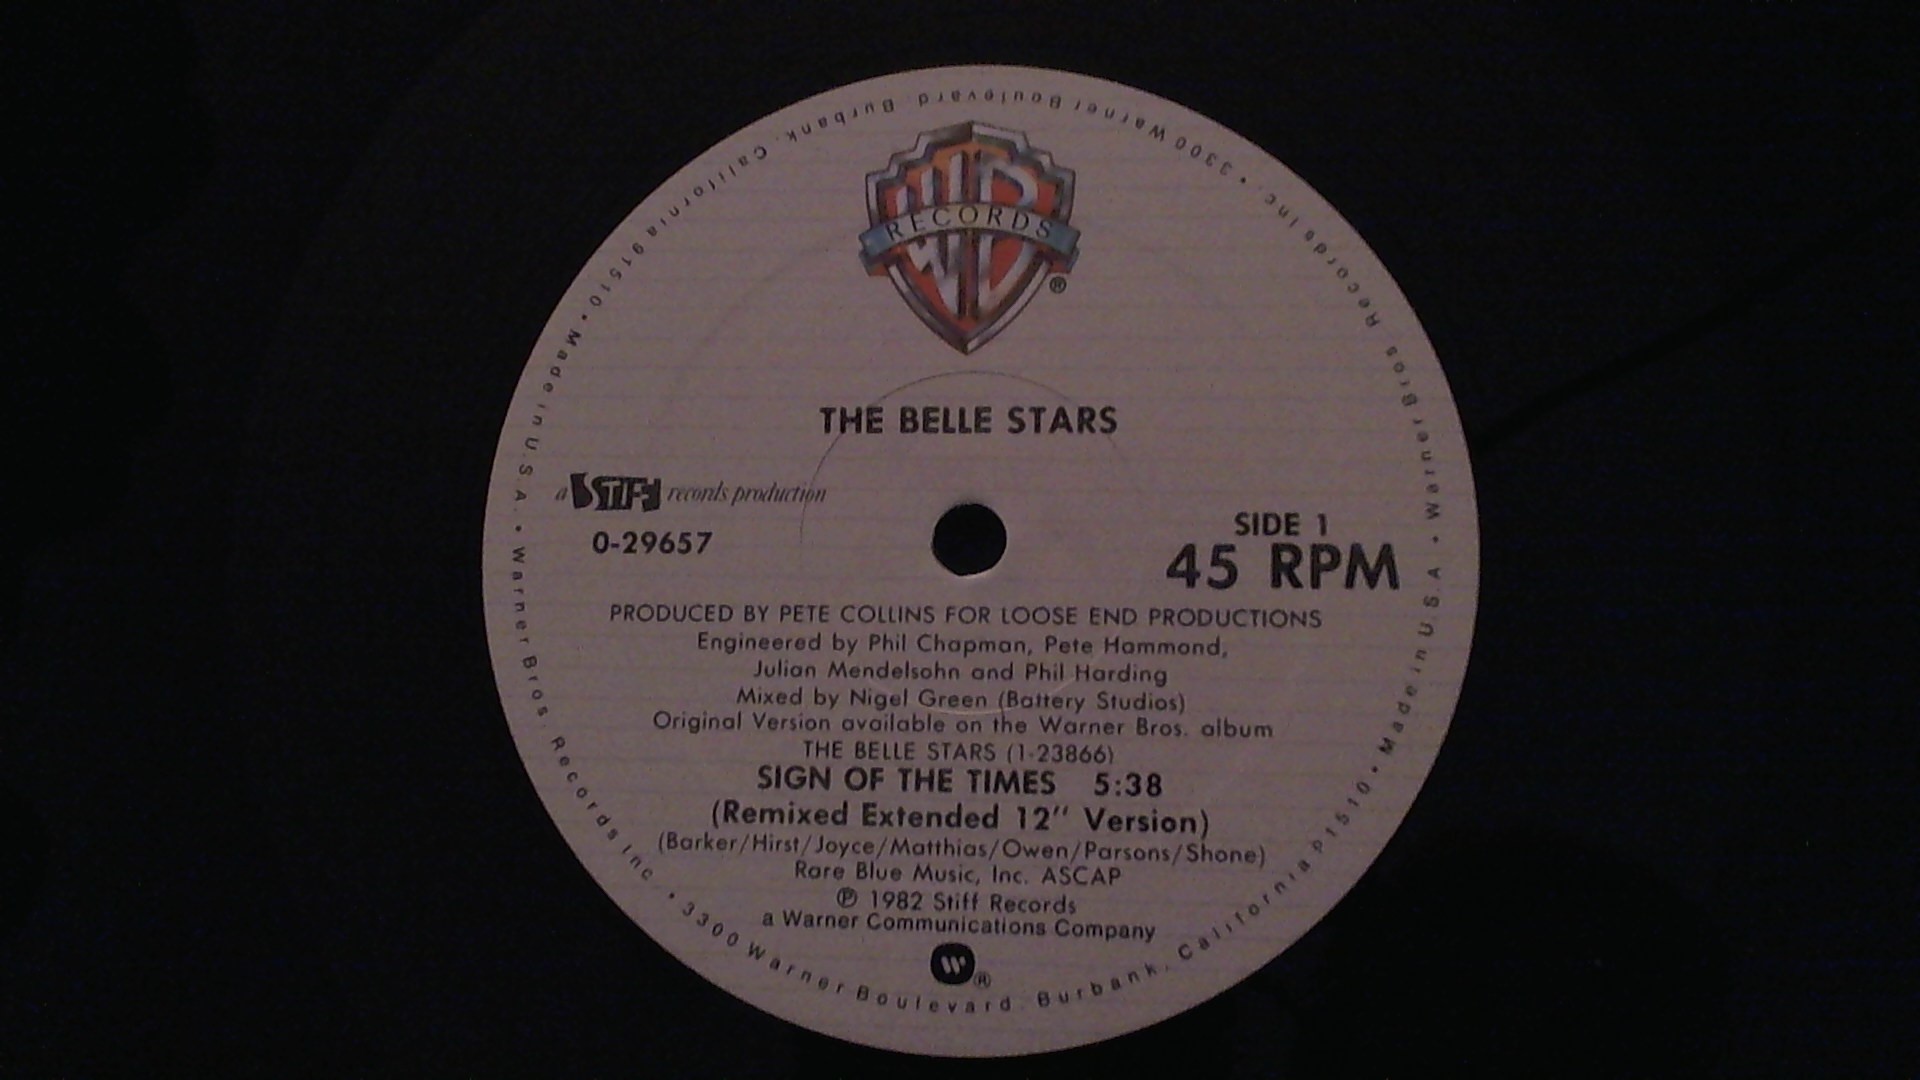 WB
RECORDS
®
THE BELLE STARS
a STIFF records production
0-29657
SIDE 1
45 RPM
PRODUCED BY PETE COLLINS FOR LOOSE END PRODUCTIONS
Engineered by Phil Chapman, Pete Hammond,
Julian Mendelsohn and Phil Harding
Mixed by Nigel Green (Battery Studios)
Original Version available on the Warner Bros. album
THE BELLE STARS (1-23866)
SIGN OF THE TIMES 5:38
(Remixed Extended 12" Version)
(Barker/Hirst/Joyce/Matthias/Owen/Parsons/Shone)
Rare Blue Music, Inc. ASCAP
℗ 1982 Stiff Records
a Warner Communications Company
W ®
Warner Bros. Records Inc. • 3300 Warner Boulevard. Burbank. California 91510 • Made in U.S.A. •
Warner Bros. Records Inc. • 3300 Warner Boulevard. Burbank. California 91510 • Made in U.S.A. •